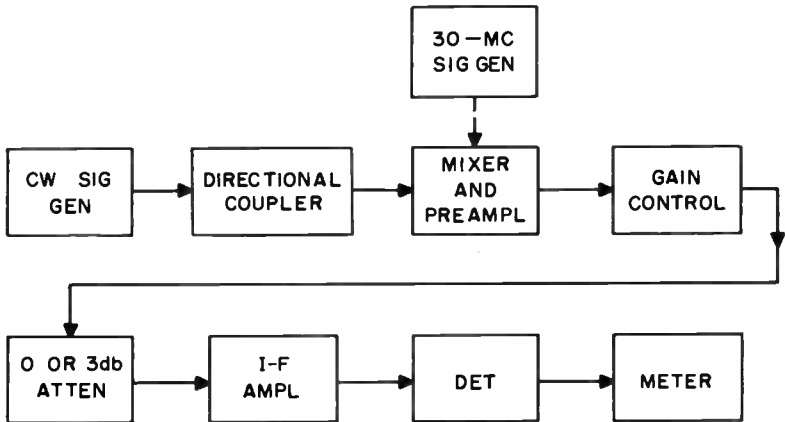 30-MC
SIG GEN
CW SIG
GEN
DIRECTIONAL
COUPLER
MIXER
AND
PREAMPL
GAIN
CONTROL
0 OR 3db
ATTEN
I-F
AMPL
DET
METER